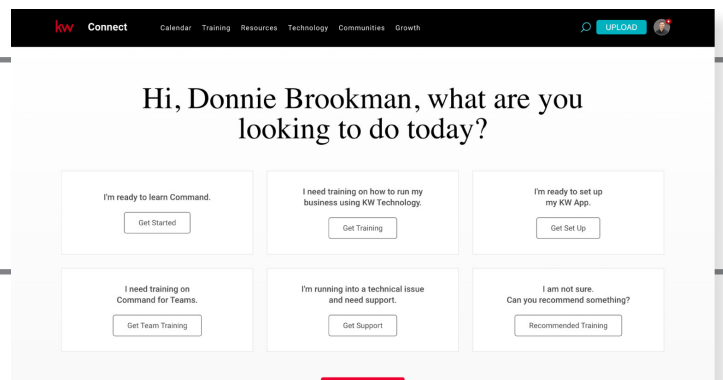 kw Connect Calendar Training Resources Technology Communities Growth UPLOAD
Hi, Donnie Brookman, what are you
looking to do today?
I'm ready to learn Command.
Get Started
I need training on how to run my
business using KW Technology.
Get Training
I'm ready to set up
my KW App.
Get Set Up
I need training on
Command for Teams.
Get Team Training
I'm running into a technical issue
and need support.
Get Support
I am not sure.
Can you recommend something?
Recommended Training